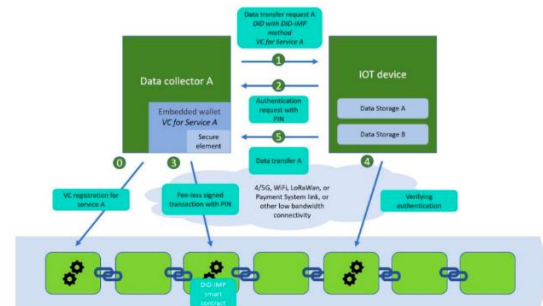 Data transfer request A
DiD with DiD-IMP
method
VC for Service A
1
Data collector A
2
IOT device
Embedded wallet
VC for Service A
Authentication
request with
PIN
Data Storage A
Secure
element
5
Data Storage B
0
3
Data transfer A
4
4/5G, WiFi, LoRaWan, or
Payment System link, or
other low bandwidth
connectivity
VC registration for
service A
Fee-less signed
transaction with PIN
Verifying
authentication
DiD-IMP
smart
contract